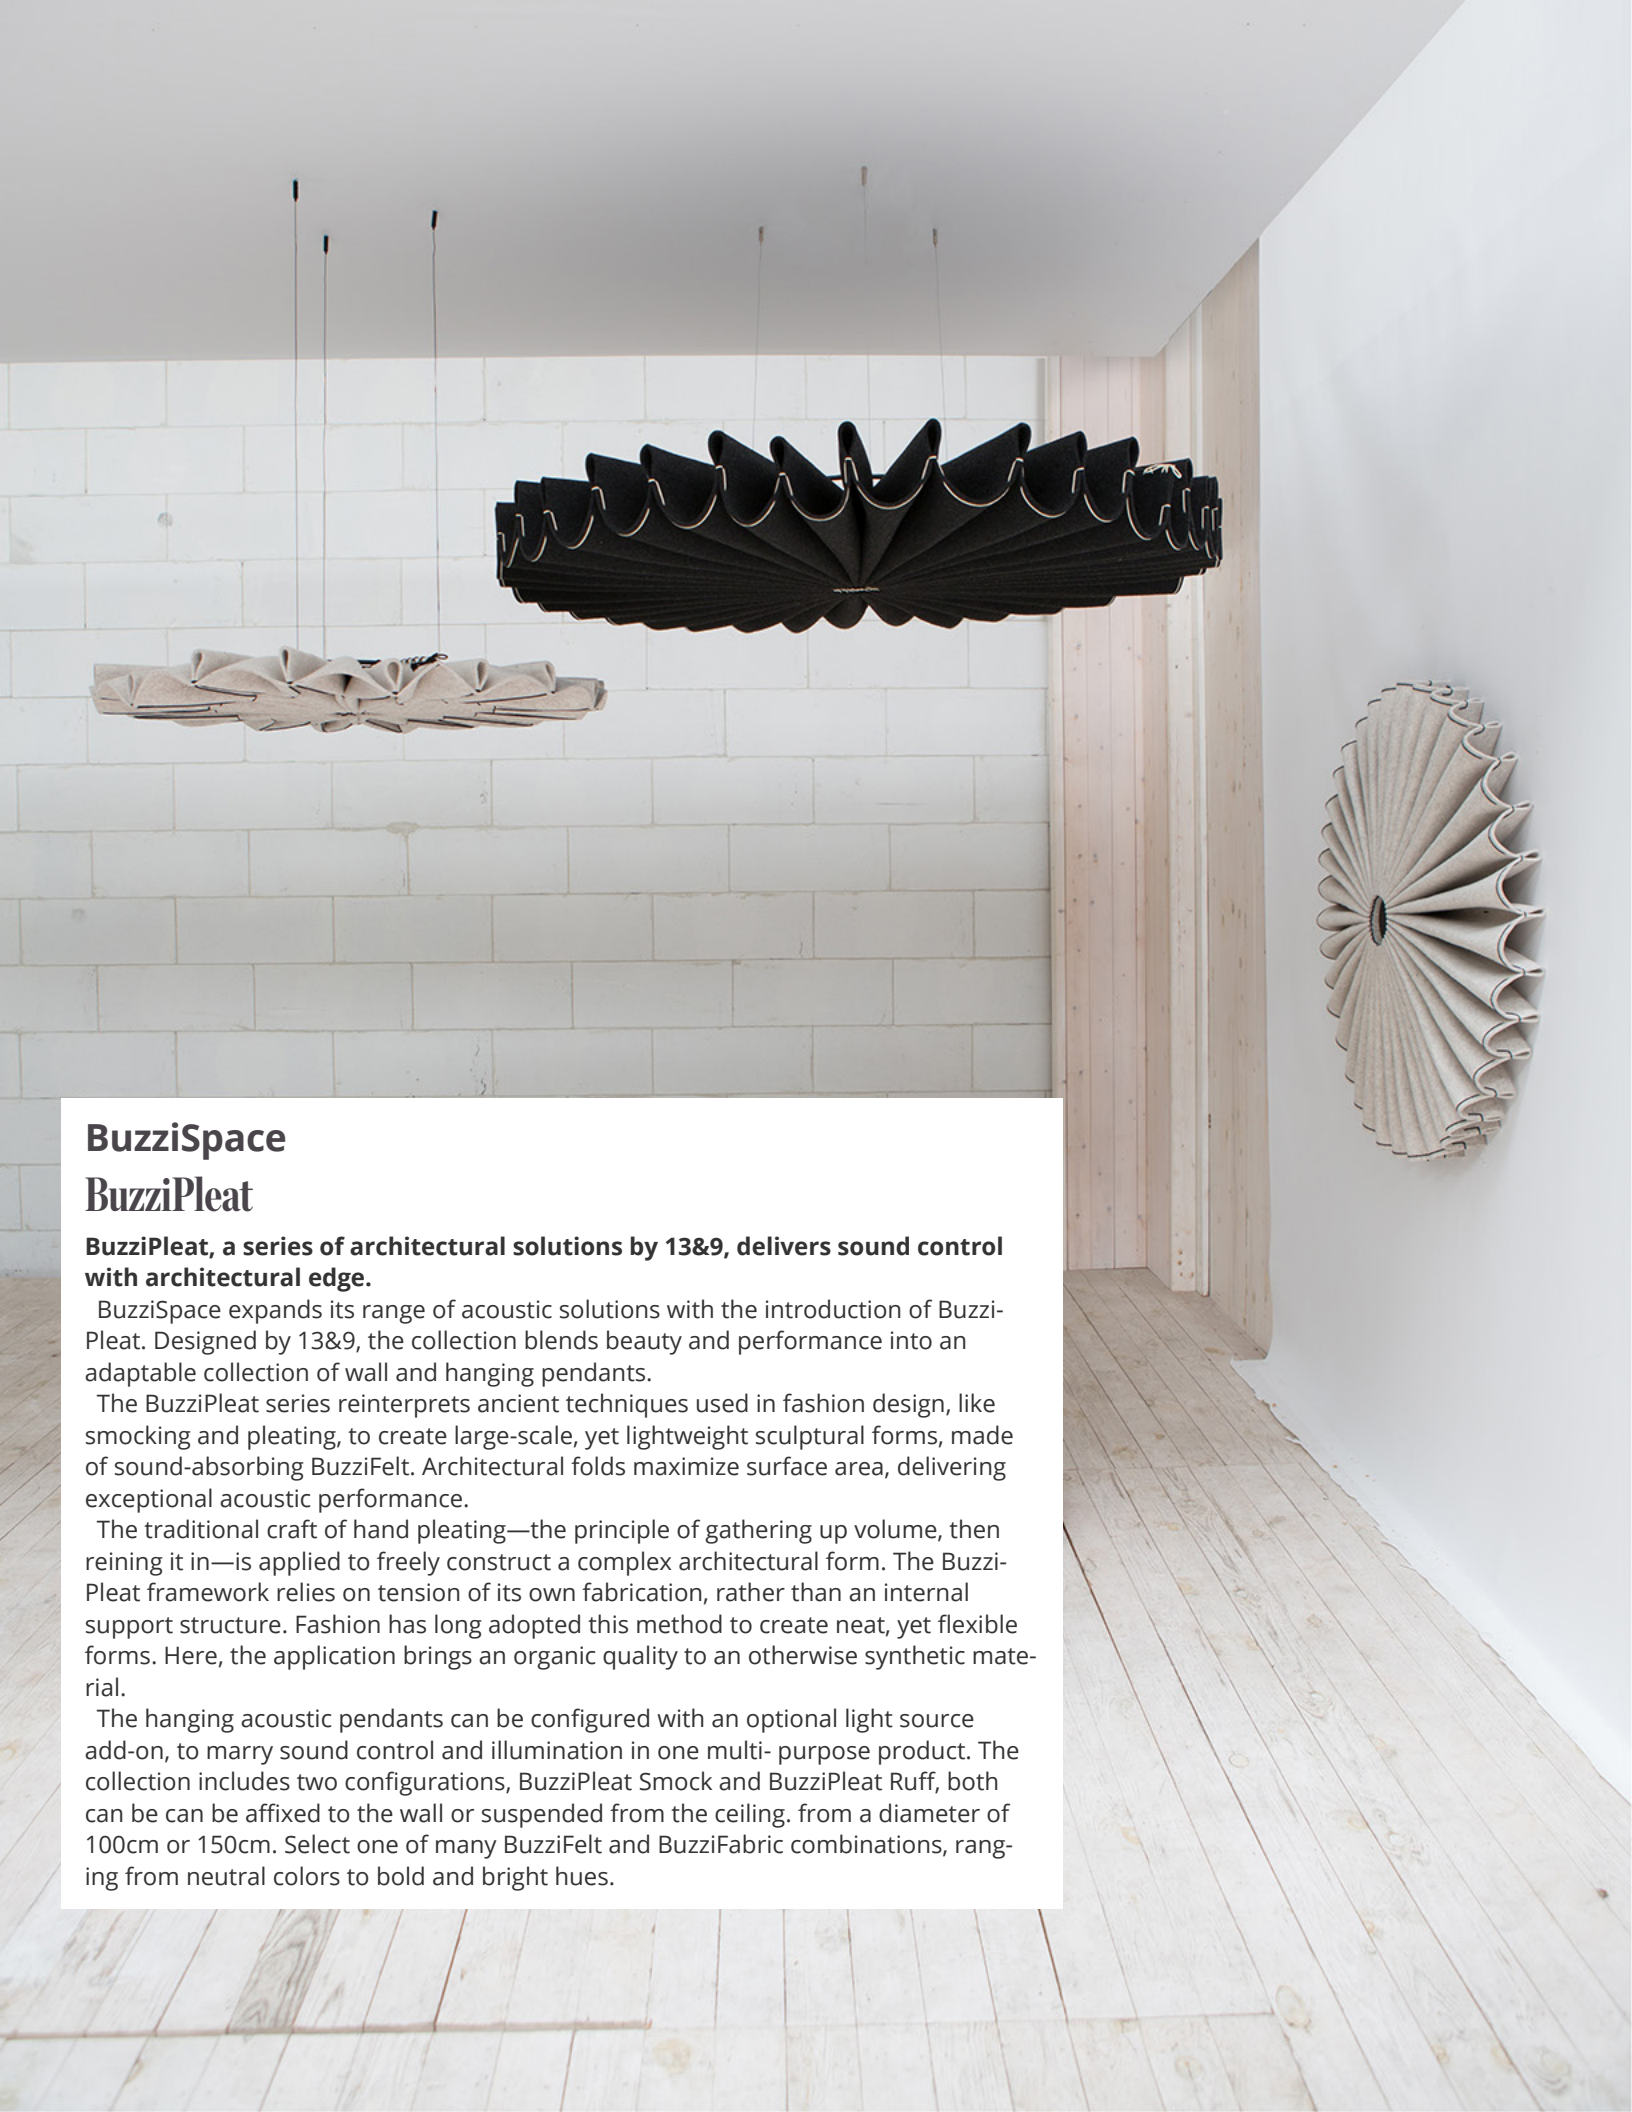 BuzziSpace
BuzziPleat
BuzziPleat, a series of architectural solutions by 13&9, delivers sound control
with architectural edge.
BuzziSpace expands its range of acoustic solutions with the introduction of Buzzi-
Pleat. Designed by 13&9, the collection blends beauty and performance into an
adaptable collection of wall and hanging pendants.
The BuzziPleat series reinterprets ancient techniques used in fashion design, like
smocking and pleating, to create large-scale, yet lightweight sculptural forms, made
of sound-absorbing BuzziFelt. Architectural folds maximize surface area, delivering
exceptional acoustic performance.
The traditional craft of hand pleating—the principle of gathering up volume, then
reining it in—is applied to freely construct a complex architectural form. The Buzzi-
Pleat framework relies on tension of its own fabrication, rather than an internal
support structure. Fashion has long adopted this method to create neat, yet flexible
forms. Here, the application brings an organic quality to an otherwise synthetic mate-
rial.
The hanging acoustic pendants can be configured with an optional light source
add-on, to marry sound control and illumination in one multi- purpose product. The
collection includes two configurations, BuzziPleat Smock and BuzziPleat Ruff, both
can be can be affixed to the wall or suspended from the ceiling. from a diameter of
100cm or 150cm. Select one of many BuzziFelt and BuzziFabric combinations, rang-
ing from neutral colors to bold and bright hues.